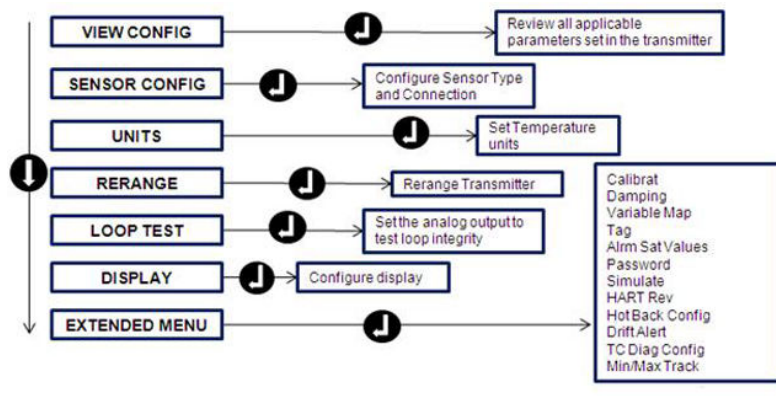 VIEW CONFIG
Review all applicable
parameters set in the transmitter
SENSOR CONFIG
Configure Sensor Type
and Connection
UNITS
Set Temperature
units
RERANGE
Rerange Transmitter
LOOP TEST
Set the analog output to
test loop integrity
DISPLAY
Configure display
EXTENDED MENU
Calibrat
Damping
Variable Map
Tag
Alrm Sat Values
Password
Simulate
HART Rev
Hot Back Config
Drift Alert
TC Diag Config
Min/Max Track